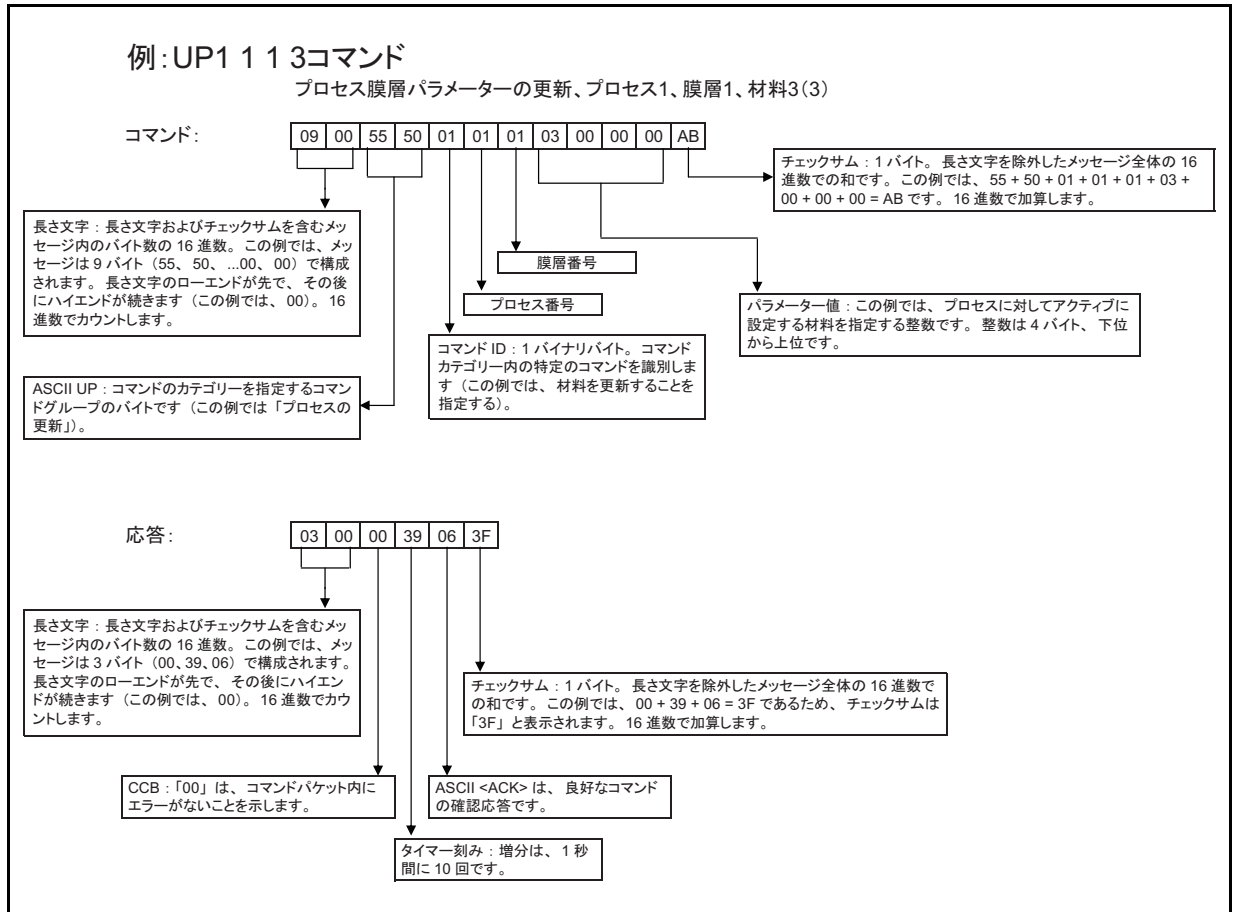 例：UP1 1 1 3コマンド
プロセス膜層パラメーターの更新、プロセス1、膜層1、材料3（3）
コマンド：
09 00 55 50 01 01 01 03 00 00 00 AB
チェックサム：1 バイト。長さ文字を除外したメッセージ全体の 16
進数での和です。この例では、55 + 50 + 01 + 01 + 01 + 03 +
00 + 00 + 00 = AB です。16 進数で加算します。
長さ文字：長さ文字およびチェックサムを含むメッ
セージ内のバイト数の 16 進数。この例では、メッ
セージは 9 バイト（55、50、...00、00）で構成
されます。長さ文字のローエンドが先で、その後
にハイエンドが続きます（この例では、00）。16
進数でカウントします。
膜層番号
プロセス番号
パラメーター値：この例では、プロセスに対してアクティブに
設定する材料を指定する整数です。整数は 4 バイト、下位
から上位です。
コマンド ID：1 バイナリバイト。コマンド
カテゴリー内の特定のコマンドを識別しま
す（この例では、材料を更新することを
指定する）。
ASCII UP：コマンドのカテゴリーを指定するコマン
ドグループのバイトです（この例では「プロセスの
更新」）。
応答：
03 00 00 39 06 3F
長さ文字：長さ文字およびチェックサムを含むメッ
セージ内のバイト数の 16 進数。この例では、メッ
セージは 3 バイト（00、39、06）で構成されます。
長さ文字のローエンドが先で、その後にハイエン
ドが続きます（この例では、00）。16 進数でカウ
ントします。
チェックサム：1 バイト。長さ文字を除外したメッセージ全体の 16 進数で
の和です。この例では、00 + 39 + 06 = 3F であるため、チェックサムは
「3F」と表示されます。16 進数で加算します。
CCB：「00」は、コマンドパケット内に
エラーがないことを示します。
ASCII <ACK> は、良好なコマンド
の確認応答です。
タイマー刻み：増分は、1 秒
間に 10 回です。